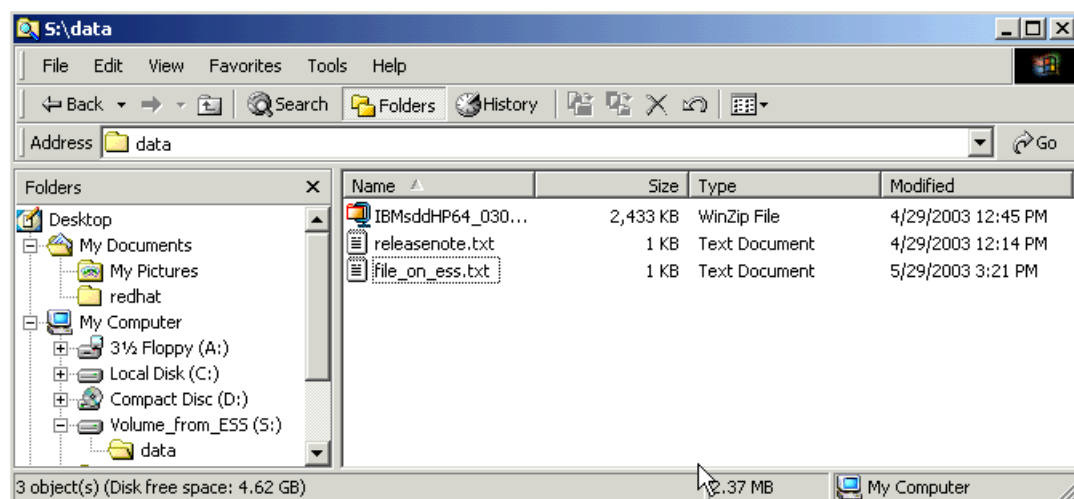 S:\data
File Edit View Favorites Tools Help
Back Search Folders History
Address data Go
Folders x Name Size Type Modified
Desktop
My Documents
My Pictures
redhat
My Computer
3½ Floppy (A:)
Local Disk (C:)
Compact Disc (D:)
Volume_from_ESS (S:)
data
IBMsddHP64_030... 2,433 KB WinZip File 4/29/2003 12:45 PM
releasenote.txt 1 KB Text Document 4/29/2003 12:14 PM
file_on_ess.txt 1 KB Text Document 5/29/2003 3:21 PM
3 object(s) (Disk free space: 4.62 GB) 2.37 MB My Computer